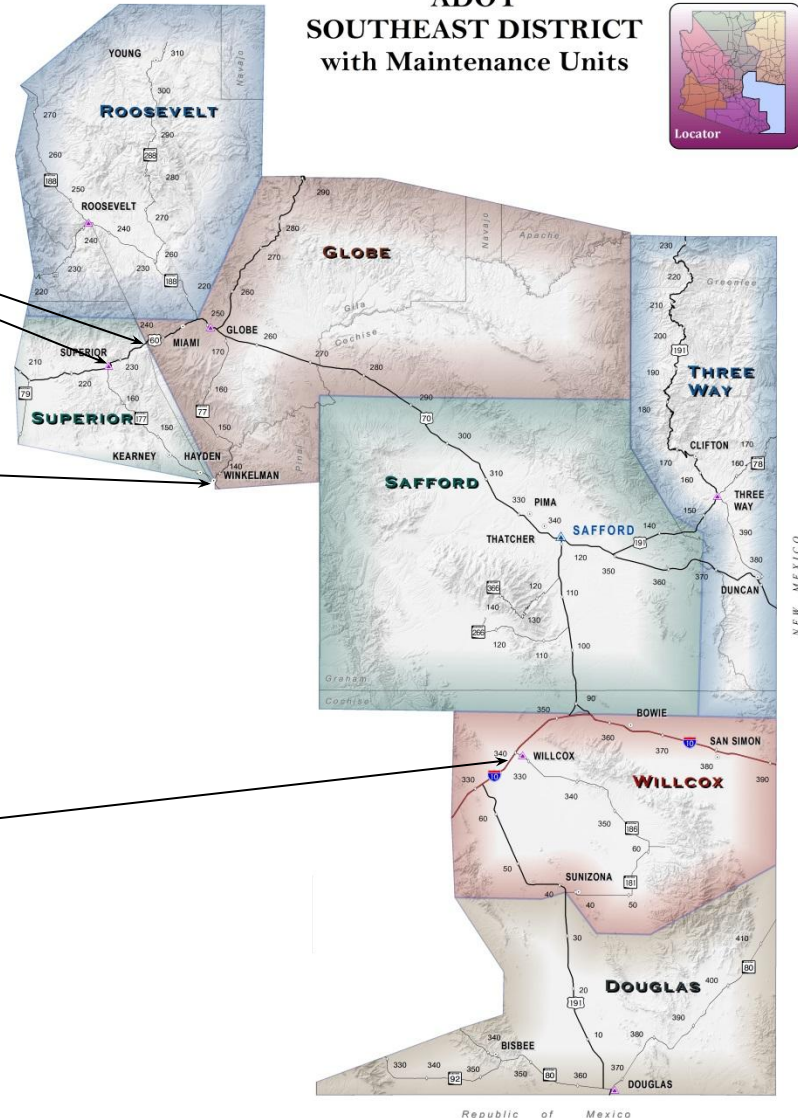 SOUTHEAST DISTRICT
with Maintenance Units
Locator
YOUNG
310
Navajo
300
ROOSEVELT
270
290
260
288
188
280
250
ROOSEVELT
240
240
270
230
230
260
220
188
290
280
GLOBE
270
Navajo
Apache
260
220
250
Gila
Cochise
240
60
MIAMI
GLOBE
260
SUPERIOR
210
230
170
270
220
280
79
160
160
SUPERIOR
177
77
150
150
KEARNEY
HAYDEN
140
WINKELMAN
Pinal
230
220
Greenlee
210
200
191
190
THREE
WAY
180
CLIFTON
170
170
160
78
160
THREE
WAY
150
390
380
DUNCAN
NEW MEXICO
290
70
300
310
SAFFORD
330
PIMA
340
SAFFORD
THATCHER
140
191
120
350
370
360
366
120
110
140
130
266
120
110
100
Graham
Cochise
90
350
BOWIE
360
SAN SIMON
10
370
340
WILLCOX
380
330
10
330
390
WILLCOX
340
60
350
186
60
50
SUNIZONA
181
40
40
50
30
418
80
20
DOUGLAS
400
191
390
10
380
340
BISBEE
330
340
350
370
92
350
80
360
DOUGLAS
Republic of Mexico